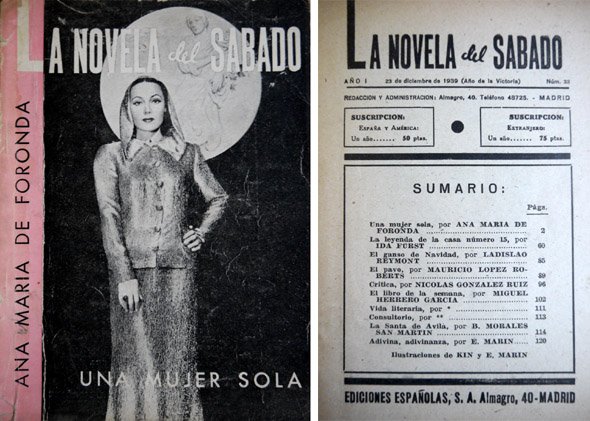 LA NOVELA del SABADO
ANA MARIA DE FORONDA
UNA MUJER SOLA
LA NOVELA del SABADO
AÑO I 23 de diciembre de 1939 (Año de la Victoria) Núm. 33
REDACCION Y ADMINISTRACION: Almagro, 40. Teléfono 48725. - MADRID
SUSCRIPCION:
ESPAÑA Y AMÉRICA:
Un año....... 50 ptas.
SUSCRIPCION:
EXTRANJERO:
Un año....... 75 ptas.
SUMARIO:
Págs.
Una mujer sola, por ANA MARIA DE
FORONDA 2
La leyenda de la casa número 15, por
IDA FURST 60
El ganso de Navidad, por LADISLAO
REYMONT 85
El pavo, por MAURICIO LOPEZ RO-
BERTS 89
Crítica, por NICOLAS GONZALEZ RUIZ 96
El libro de la semana, por MIGUEL
HERRERO GARCIA 102
Vida literaria, por * 111
Consultorio, por ** 113
La Santa de Avila, por B. MORALES
SAN MARTIN 114
Adivina, adivinanza, por E. MARIN 120
Ilustraciones de KIN y E. MARIN
EDICIONES ESPAÑOLAS, S. A. Almagro, 40-MADRID